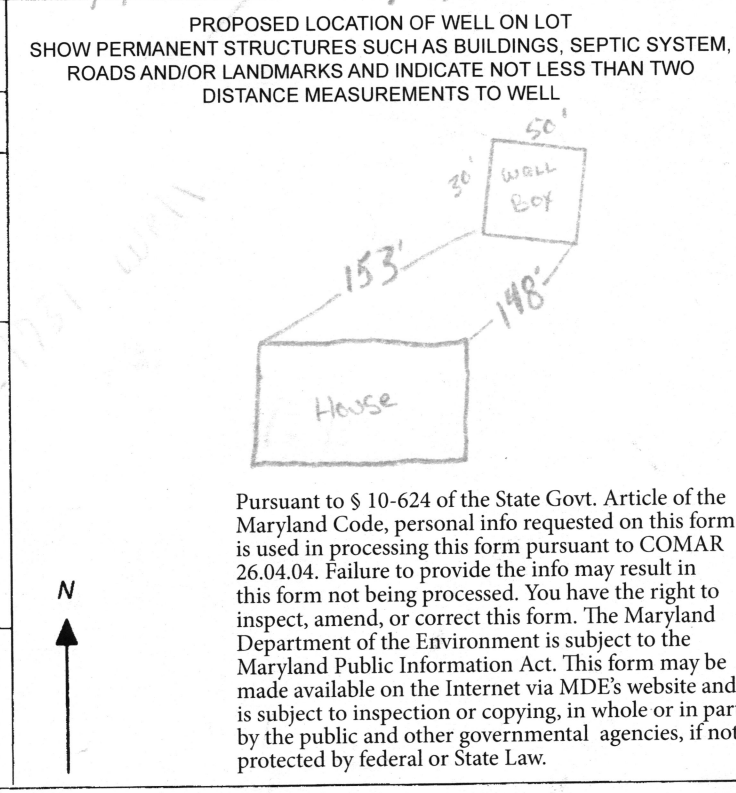 PROPOSED LOCATION OF WELL ON LOT
SHOW PERMANENT STRUCTURES SUCH AS BUILDINGS, SEPTIC SYSTEM,
ROADS AND/OR LANDMARKS AND INDICATE NOT LESS THAN TWO
DISTANCE MEASUREMENTS TO WELL
50'
30'
WELL
BOX
153'
148'
House
N
Pursuant to § 10-624 of the State Govt. Article of the
Maryland Code, personal info requested on this form
is used in processing this form pursuant to COMAR
26.04.04. Failure to provide the info may result in
this form not being processed. You have the right to
inspect, amend, or correct this form. The Maryland
Department of the Environment is subject to the
Maryland Public Information Act. This form may be
made available on the Internet via MDE's website and
is subject to inspection or copying, in whole or in par
by the public and other governmental agencies, if not
protected by federal or State Law.